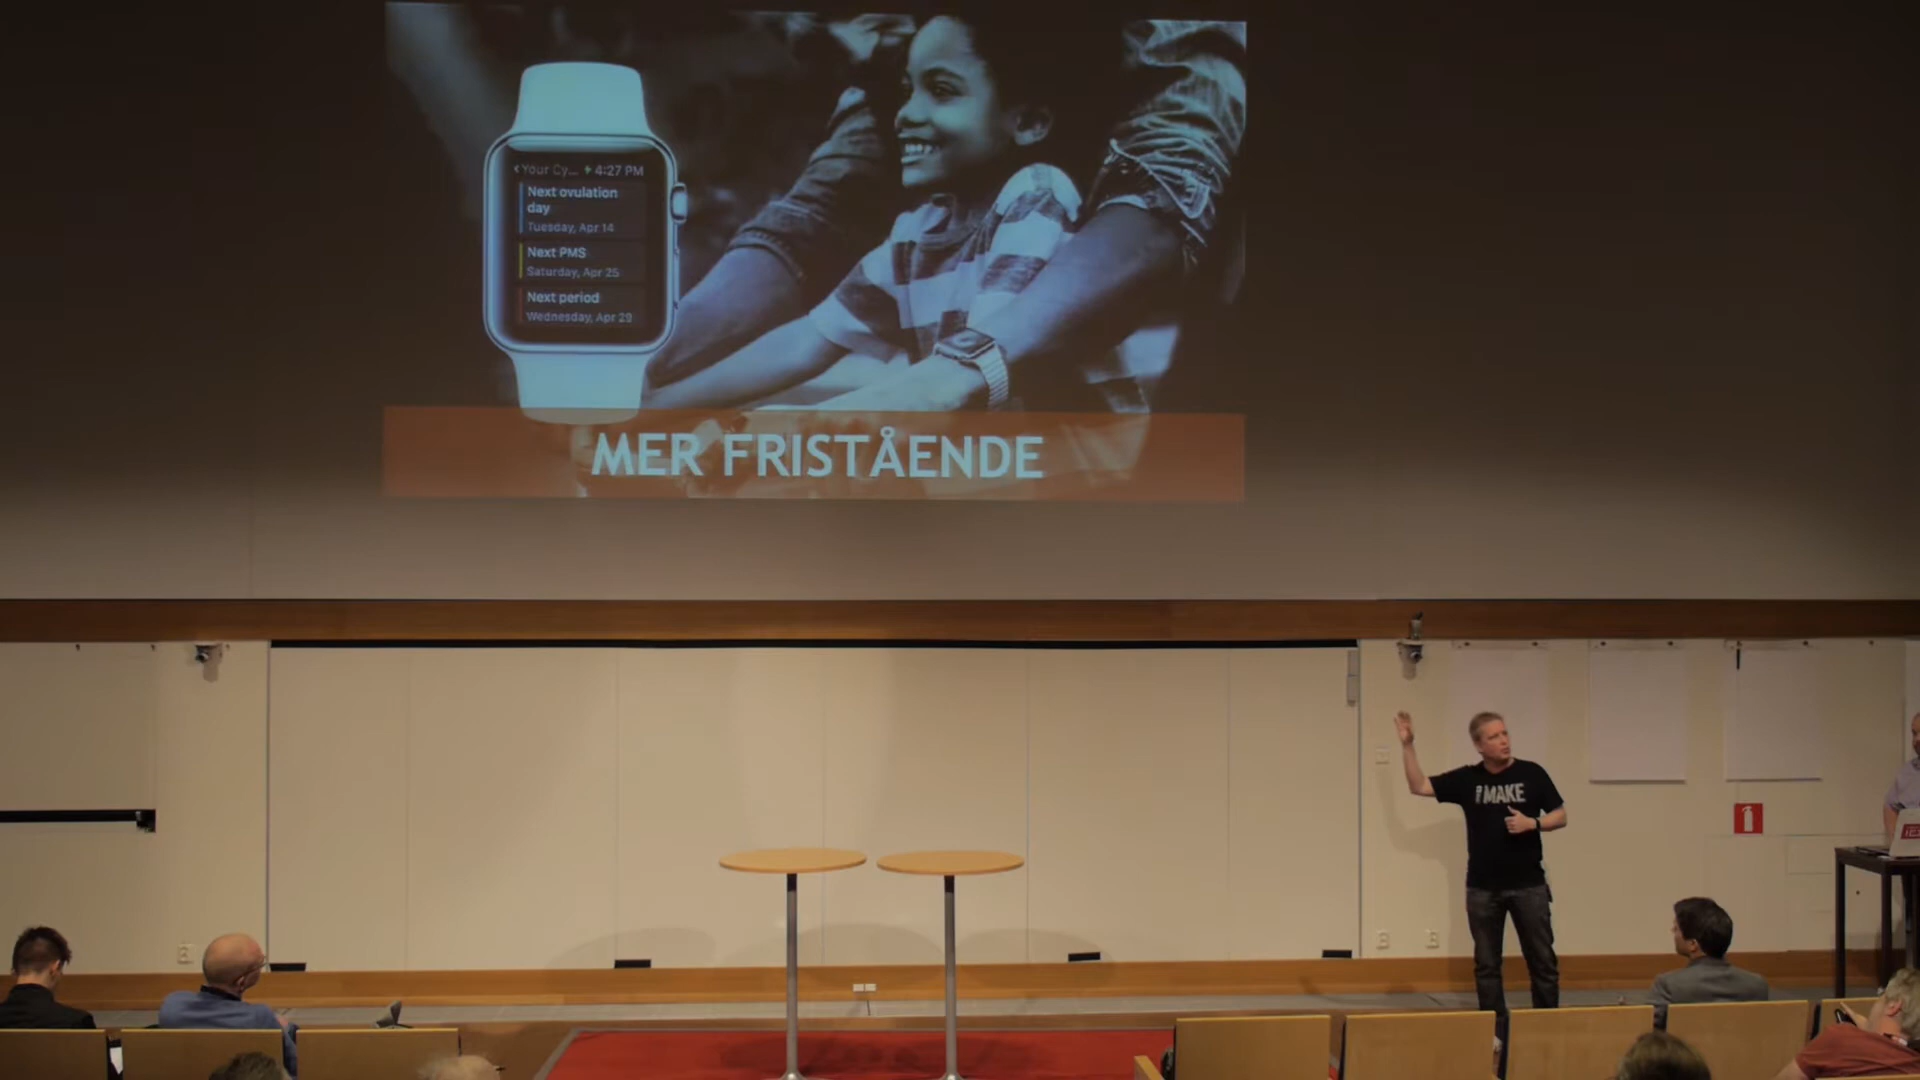 Your Cy... 4:27 PM
Next ovulation
day
Tuesday, Apr 14
Next PMS
Saturday, Apr 25
Next period
Wednesday, Apr 29
MER FRISTÅENDE
MAKE